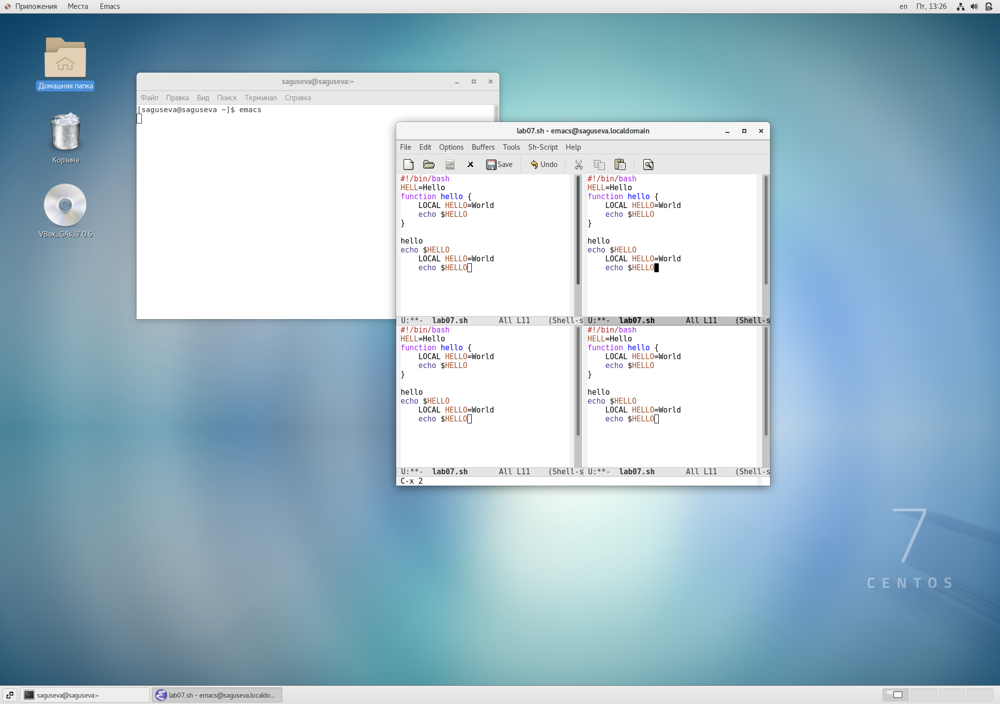 Приложения Места Emacs en Пт, 13:26
Домашняя папка
Корзина
VBox_GAs_7.0.6
saguseva@saguseva:~
Файл Правка Вид Поиск Терминал Справка
[saguseva@saguseva ~]$ emacs
lab07.sh - emacs@saguseva.localdomain
File Edit Options Buffers Tools Sh-Script Help
Save Undo
#!/bin/bash
HELL=Hello
function hello {
    LOCAL HELLO=World
    echo $HELLO
}
hello
echo $HELLO
    LOCAL HELLO=World
    echo $HELLO
U:**-  lab07.sh       All L11    (Shell-s
#!/bin/bash
HELL=Hello
function hello {
    LOCAL HELLO=World
    echo $HELLO
}
hello
echo $HELLO
    LOCAL HELLO=World
    echo $HELLO
U:**-  lab07.sh       All L11    (Shell-s
#!/bin/bash
HELL=Hello
function hello {
    LOCAL HELLO=World
    echo $HELLO
}
hello
echo $HELLO
    LOCAL HELLO=World
    echo $HELLO
U:**-  lab07.sh       All L11    (Shell-s
#!/bin/bash
HELL=Hello
function hello {
    LOCAL HELLO=World
    echo $HELLO
}
hello
echo $HELLO
    LOCAL HELLO=World
    echo $HELLO
U:**-  lab07.sh       All L11    (Shell-s
C-x 2
7
CENTOS
saguseva@saguseva:~ lab07.sh - emacs@saguseva.localdo...